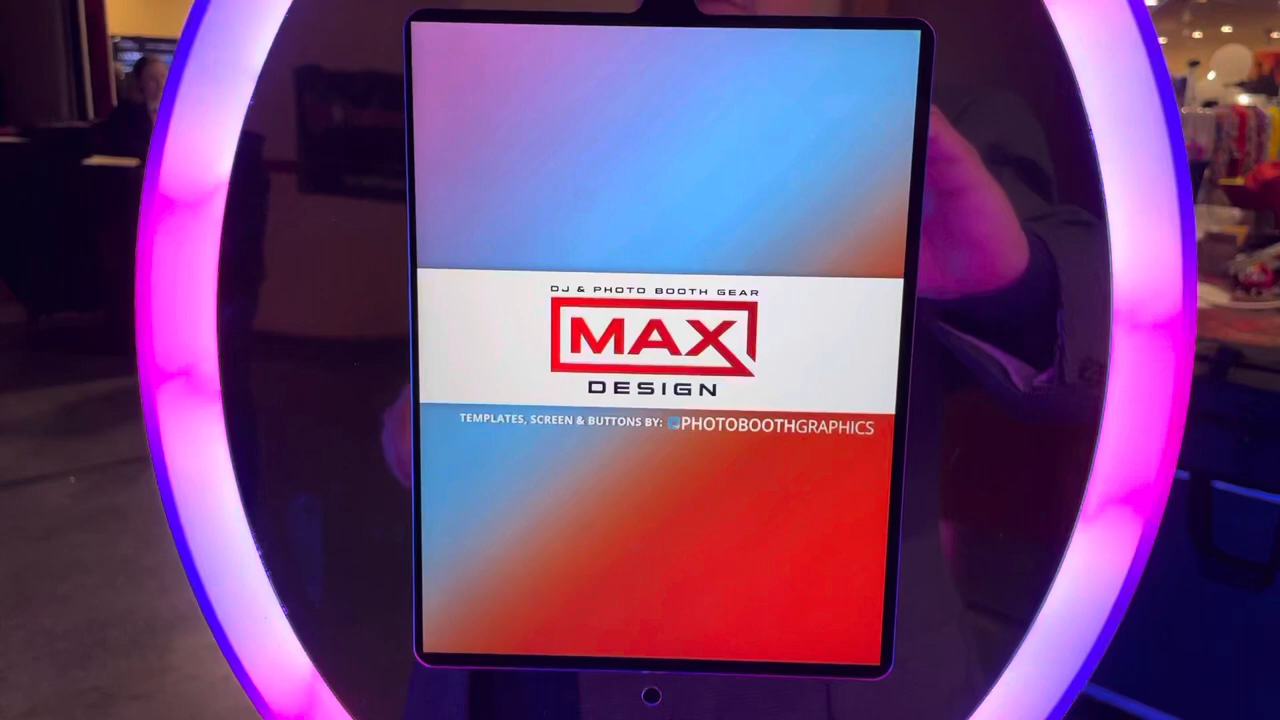 DJ & PHOTO BOOTH GEAR
MAX
DESIGN
TEMPLATES, SCREEN & BUTTONS BY: PHOTOBOOTHGRAPHICS